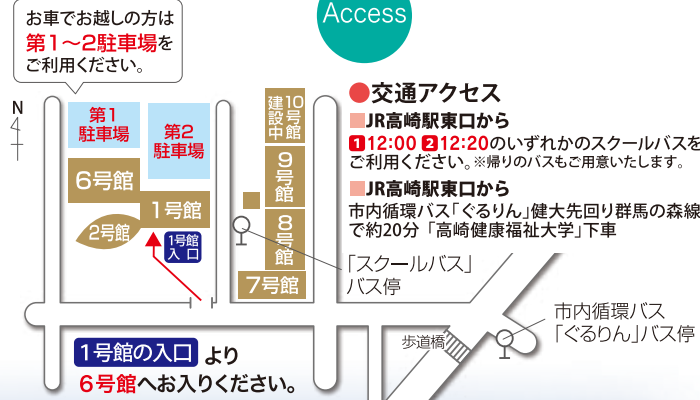 Access
お車でお越しの方は
第1〜2駐車場を
ご利用ください。
N
第1
駐車場
第2
駐車場
6号館
1号館
2号館
1号館
入口
10号館
建設中
9号館
8号館
7号館
「スクールバス」
バス停
●交通アクセス
■JR高崎駅東口から
1 12:00 2 12:20のいずれかのスクールバスを
ご利用ください。※帰りのバスもご用意いたします。
■JR高崎駅東口から
市内循環バス「ぐるりん」健大先回り群馬の森線
で約20分「高崎健康福祉大学」下車
歩道橋
市内循環バス
「ぐるりん」バス停
1号館の入口 より
6号館へお入りください。